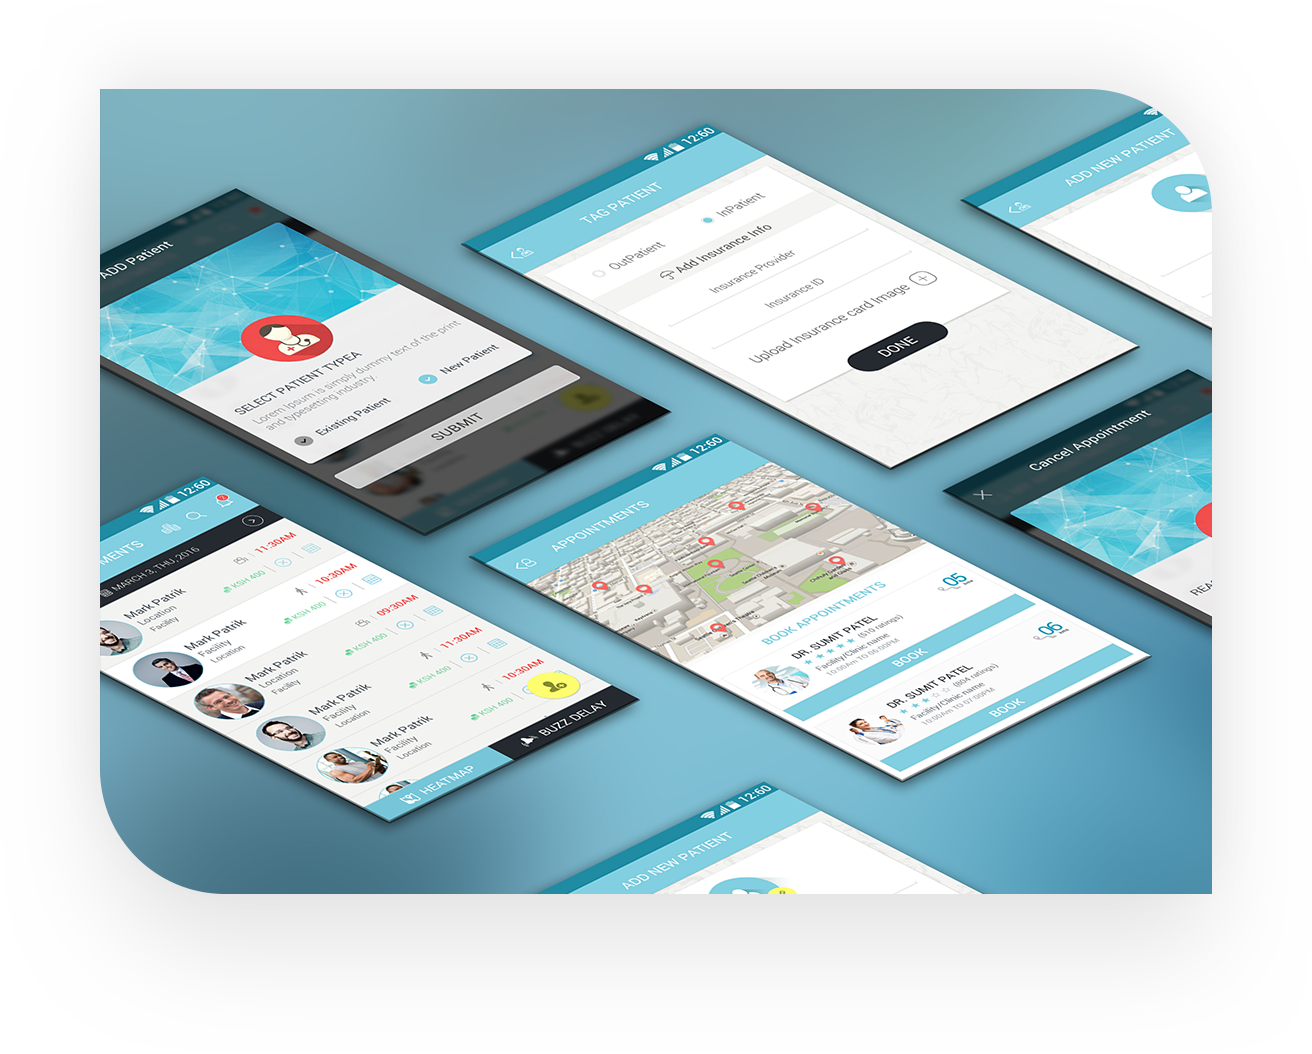 ADD Patient
SELECT PATIENT TYPEA
Lorem Ipsum is simply dummy text of the print
and typesetting industry.
Existing Patient
New Patient
SUBMIT
12:60
TAG PATIENT
OutPatient
InPatient
Add Insurance Info
Insurance Provider
Insurance ID
Upload Insurance card Image
DONE
ADD NEW PATIENT
12:60
MENTS
MARCH 3, THU, 2016
Mark Patrik
Location
Facility
KSH 400
11:30AM
Mark Patrik
Facility
Location
KSH 400
10:30AM
Mark Patrik
Location
Facility
KSH 400
09:30AM
Mark Patrik
Facility
Location
KSH 400
11:30AM
Mark Patrik
Facility
Location
KSH 400
10:30AM
HEATMAP
BUZZ DELAY
12:60
APPOINTMENTS
BOOK APPOINTMENTS
DR. SUMIT PATEL
(510 ratings)
Facility/Clinic name
10:00Am TO 06:00PM
05
BOOK
DR. SUMIT PATEL
(804 ratings)
Facility/Clinic name
10:00Am TO 07:00PM
06
BOOK
Cancel Appointment
REA
12:60
ADD NEW PATIENT